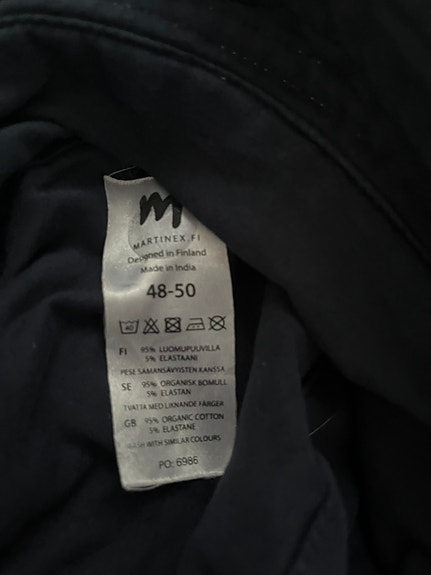 m
MARTINEX.FI
Designed in Finland
Made in India
48-50
40
FI 95% LUOMUPUUVILLA
5% ELASTAANI
PESE SAMANSÄVYISTEN KANSSA
SE 95% ORGANISK BOMULL
5% ELASTAN
TVÄTTA MED LIKNANDE FÄRGER
GB 95% ORGANIC COTTON
5% ELASTANE
WASH WITH SIMILAR COLOURS
PO: 6986